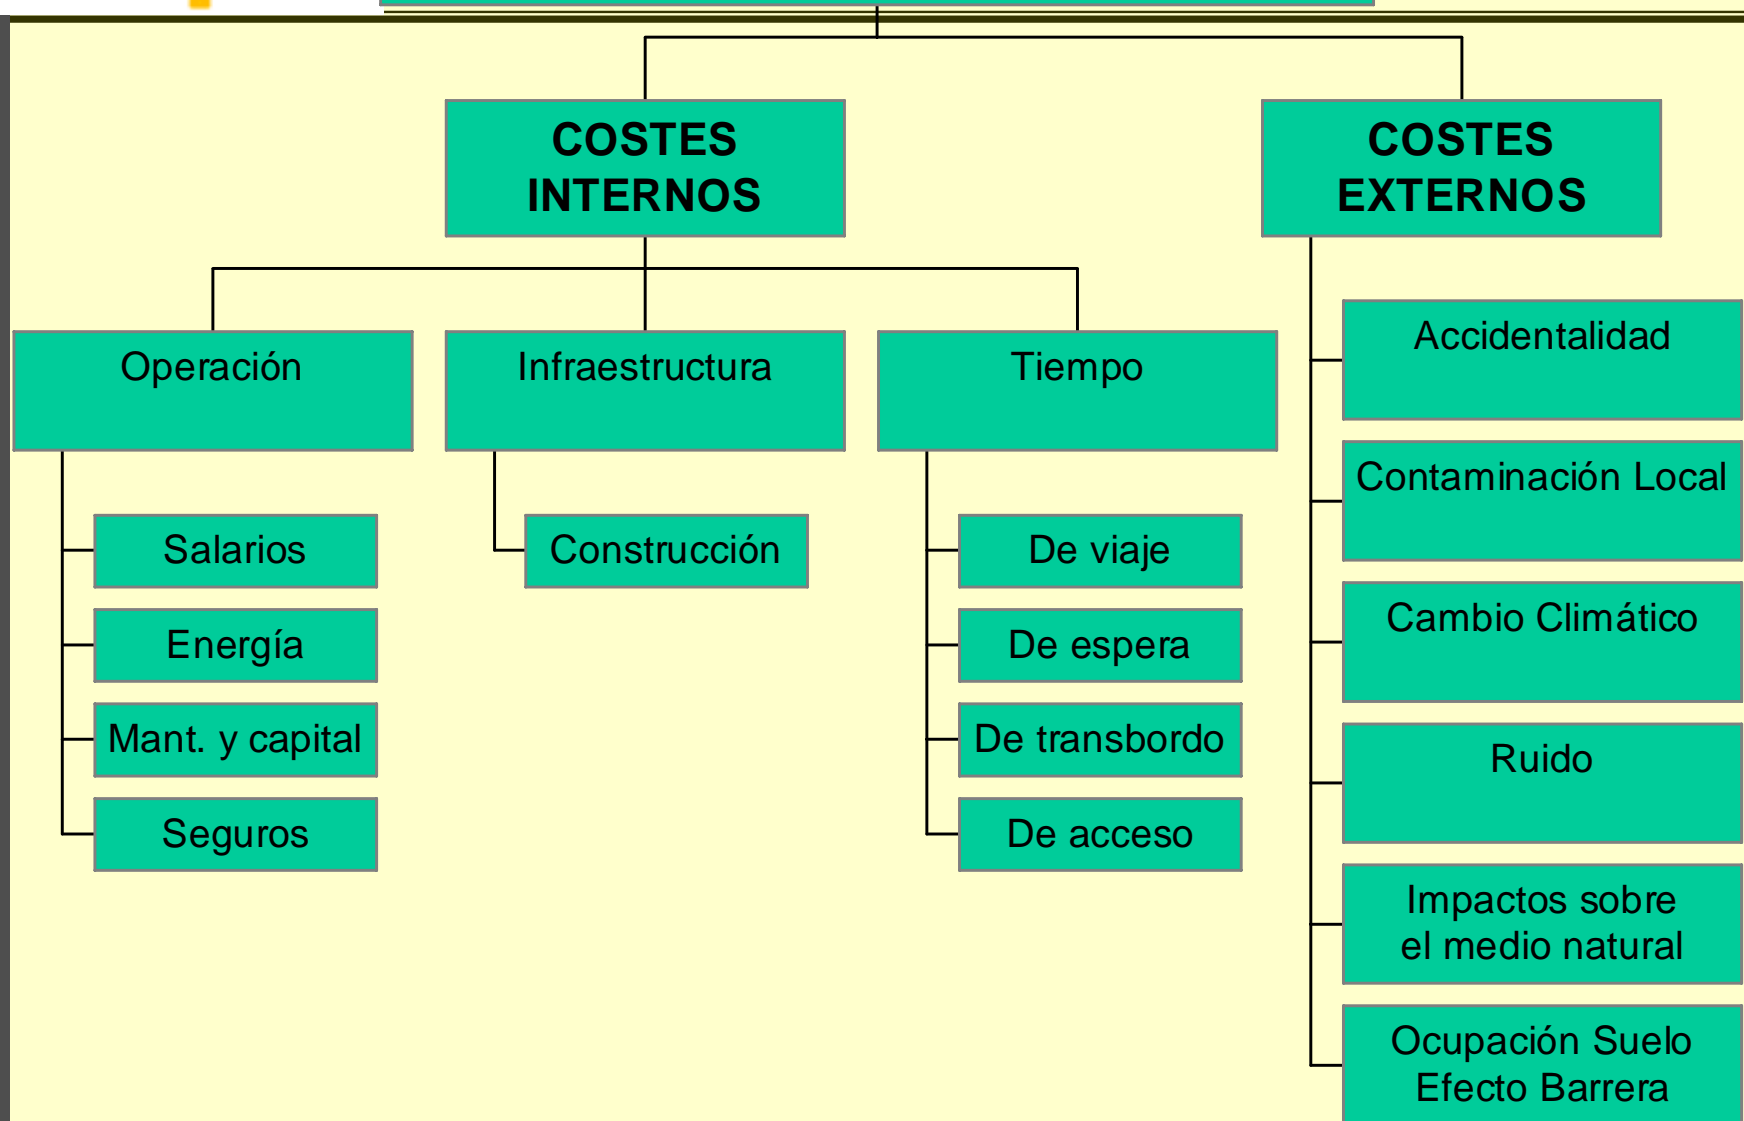 COSTES
INTERNOS
COSTES
EXTERNOS
Operación
Infraestructura
Tiempo
Salarios
Energía
Mant. y capital
Seguros
Construcción
De viaje
De espera
De transbordo
De acceso
Accidentalidad
Contaminación Local
Cambio Climático
Ruido
Impactos sobre
el medio natural
Ocupación Suelo
Efecto Barrera